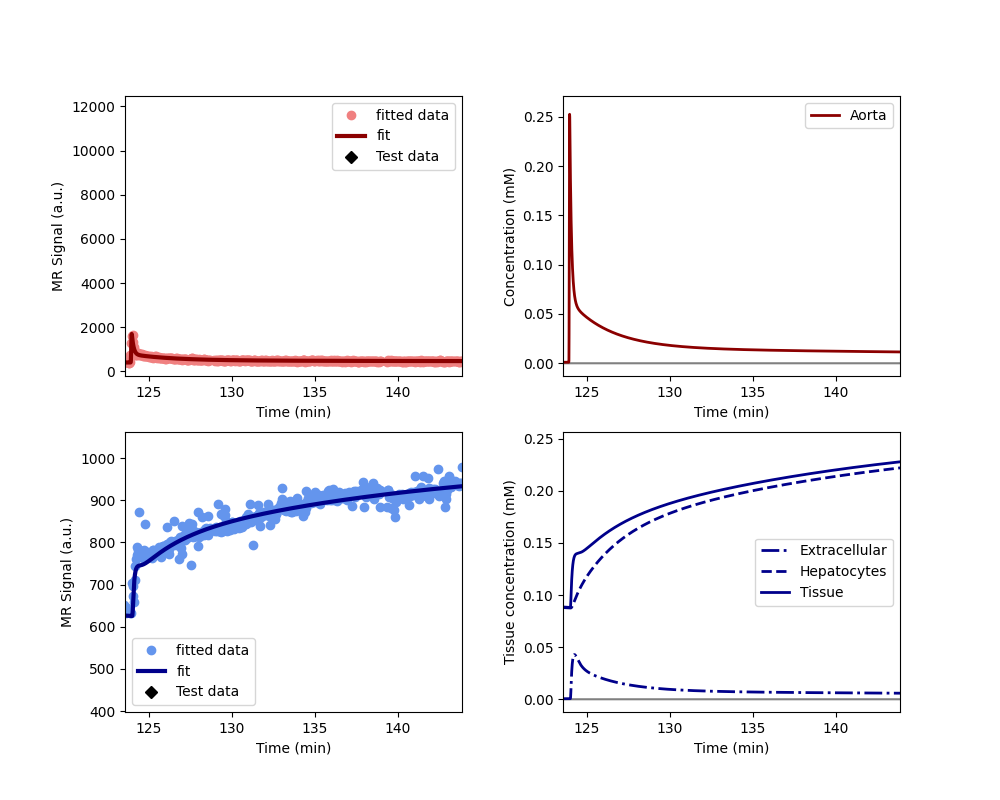 MR Signal (a.u.)
12000
10000
8000
6000
4000
2000
0
125
130
135
140
Time (min)
fitted data
fit
Test data
Concentration (mM)
0.25
0.20
0.15
0.10
0.05
0.00
125
130
135
140
Time (min)
Aorta
MR Signal (a.u.)
1000
900
800
700
600
500
400
125
130
135
140
Time (min)
fitted data
fit
Test data
Tissue concentration (mM)
0.25
0.20
0.15
0.10
0.05
0.00
125
130
135
140
Time (min)
Extracellular
Hepatocytes
Tissue